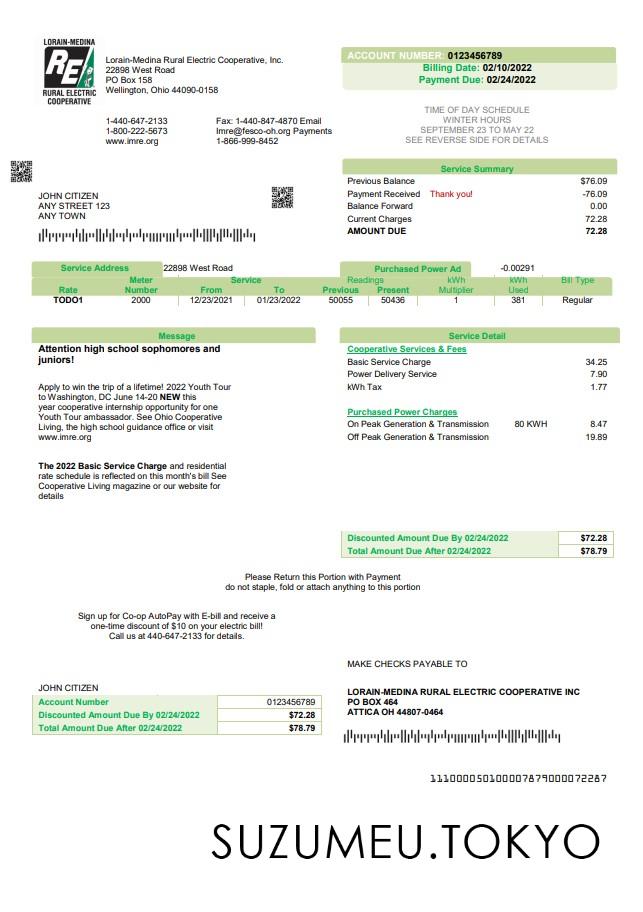 LORAIN-MEDINA
RE
RURAL ELECTRIC
COOPERATIVE
Lorain-Medina Rural Electric Cooperative, Inc.
22898 West Road
PO Box 158
Wellington, Ohio 44090-0158
1-440-647-2133 Fax: 1-440-847-4870 Email
1-800-222-5673 lmre@fesco-oh.org Payments
www.imre.org 1-866-999-8452
ACCOUNT NUMBER: 0123456789
Billing Date: 02/10/2022
Payment Due: 02/24/2022
TIME OF DAY SCHEDULE
WINTER HOURS
SEPTEMBER 23 TO MAY 22
SEE REVERSE SIDE FOR DETAILS
JOHN CITIZEN
ANY STREET 123
ANY TOWN
Service Summary
Previous Balance $76.09
Payment Received Thank you! -76.09
Balance Forward 0.00
Current Charges 72.28
AMOUNT DUE 72.28
Service Address 22898 West Road Purchased Power Ad -0.00291
Meter Service Readings kWh kWh Bill Type
Rate Number From To Previous Present Multiplier Used
TODO1 2000 12/23/2021 01/23/2022 50055 50436 1 381 Regular
Message
Attention high school sophomores and
juniors!
Apply to win the trip of a lifetime! 2022 Youth Tour
to Washington, DC June 14-20 NEW this
year cooperative internship opportunity for one
Youth Tour ambassador. See Ohio Cooperative
Living, the high school guidance office or visit
www.imre.org
The 2022 Basic Service Charge and residential
rate schedule is reflected on this month's bill See
Cooperative Living magazine or our website for
details
Service Detail
Cooperative Services & Fees
Basic Service Charge 34.25
Power Delivery Service 7.90
kWh Tax 1.77
Purchased Power Charges
On Peak Generation & Transmission 80 KWH 8.47
Off Peak Generation & Transmission 19.89
Discounted Amount Due By 02/24/2022 $72.28
Total Amount Due After 02/24/2022 $78.79
Please Return this Portion with Payment
do not staple, fold or attach anything to this portion
Sign up for Co-op AutoPay with E-bill and receive a
one-time discount of $10 on your electric bill!
Call us at 440-647-2133 for details.
MAKE CHECKS PAYABLE TO
JOHN CITIZEN
Account Number 0123456789
Discounted Amount Due By 02/24/2022 $72.28
Total Amount Due After 02/24/2022 $78.79
LORAIN-MEDINA RURAL ELECTRIC COOPERATIVE INC
PO BOX 464
ATTICA OH 44807-0464
11100005010000787900007228​7
SUZUMEU.TOKYO